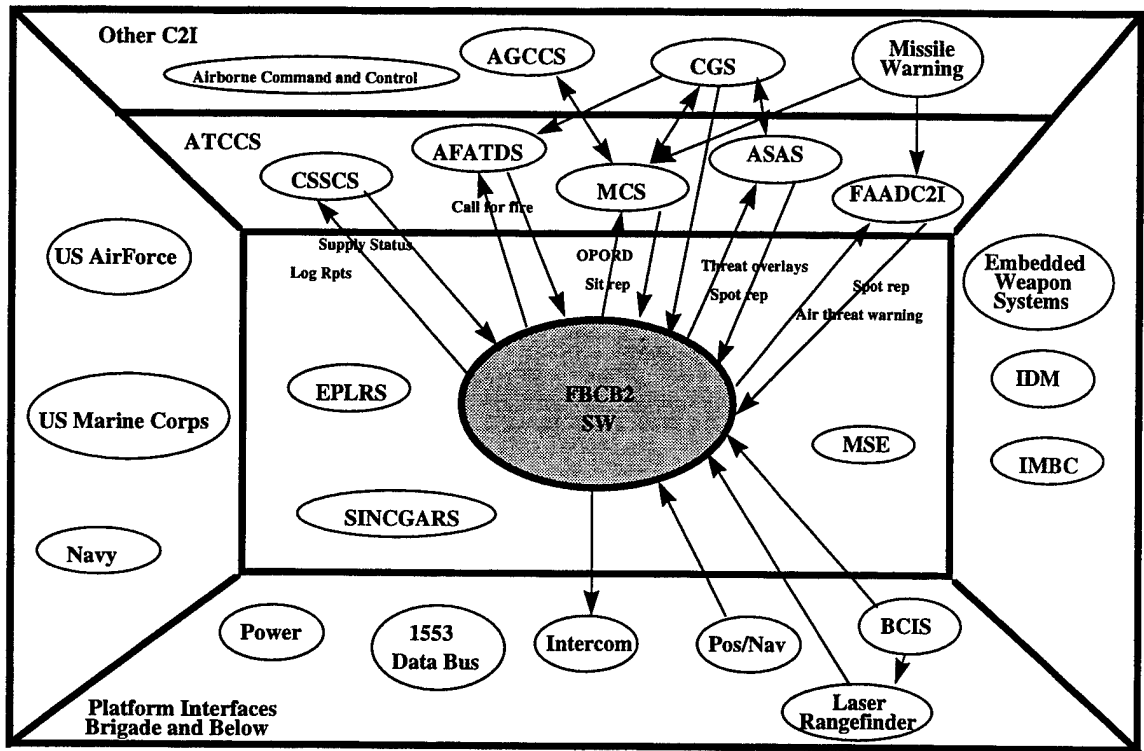 Other C2I
Airborne Command and Control
AGCCS
CGS
Missile
Warning
ATCCS
CSSCS
AFATDS
MCS
ASAS
FAADC2I
Call for fire
Supply Status
Log Rpts
OPORD
Sit rep
Threat overlays
Spot rep
Spot rep
Air threat warning
US AirForce
US Marine Corps
Navy
EPLRS
SINCGARS
FBCB2
SW
MSE
Embedded
Weapon
Systems
IDM
IMBC
Power
1553
Data Bus
Intercom
Pos/Nav
BCIS
Laser
Rangefinder
Platform Interfaces
Brigade and Below